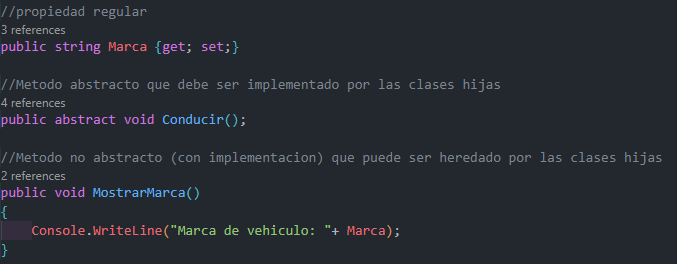 //propiedad regular
3 references
public string Marca {get; set;}
//Metodo abstracto que debe ser implementado por las clases hijas
4 references
public abstract void Conducir();
//Metodo no abstracto (con implementacion) que puede ser heredado por las clases hijas
2 references
public void MostrarMarca()
{
Console.WriteLine("Marca de vehiculo: "+ Marca);
}